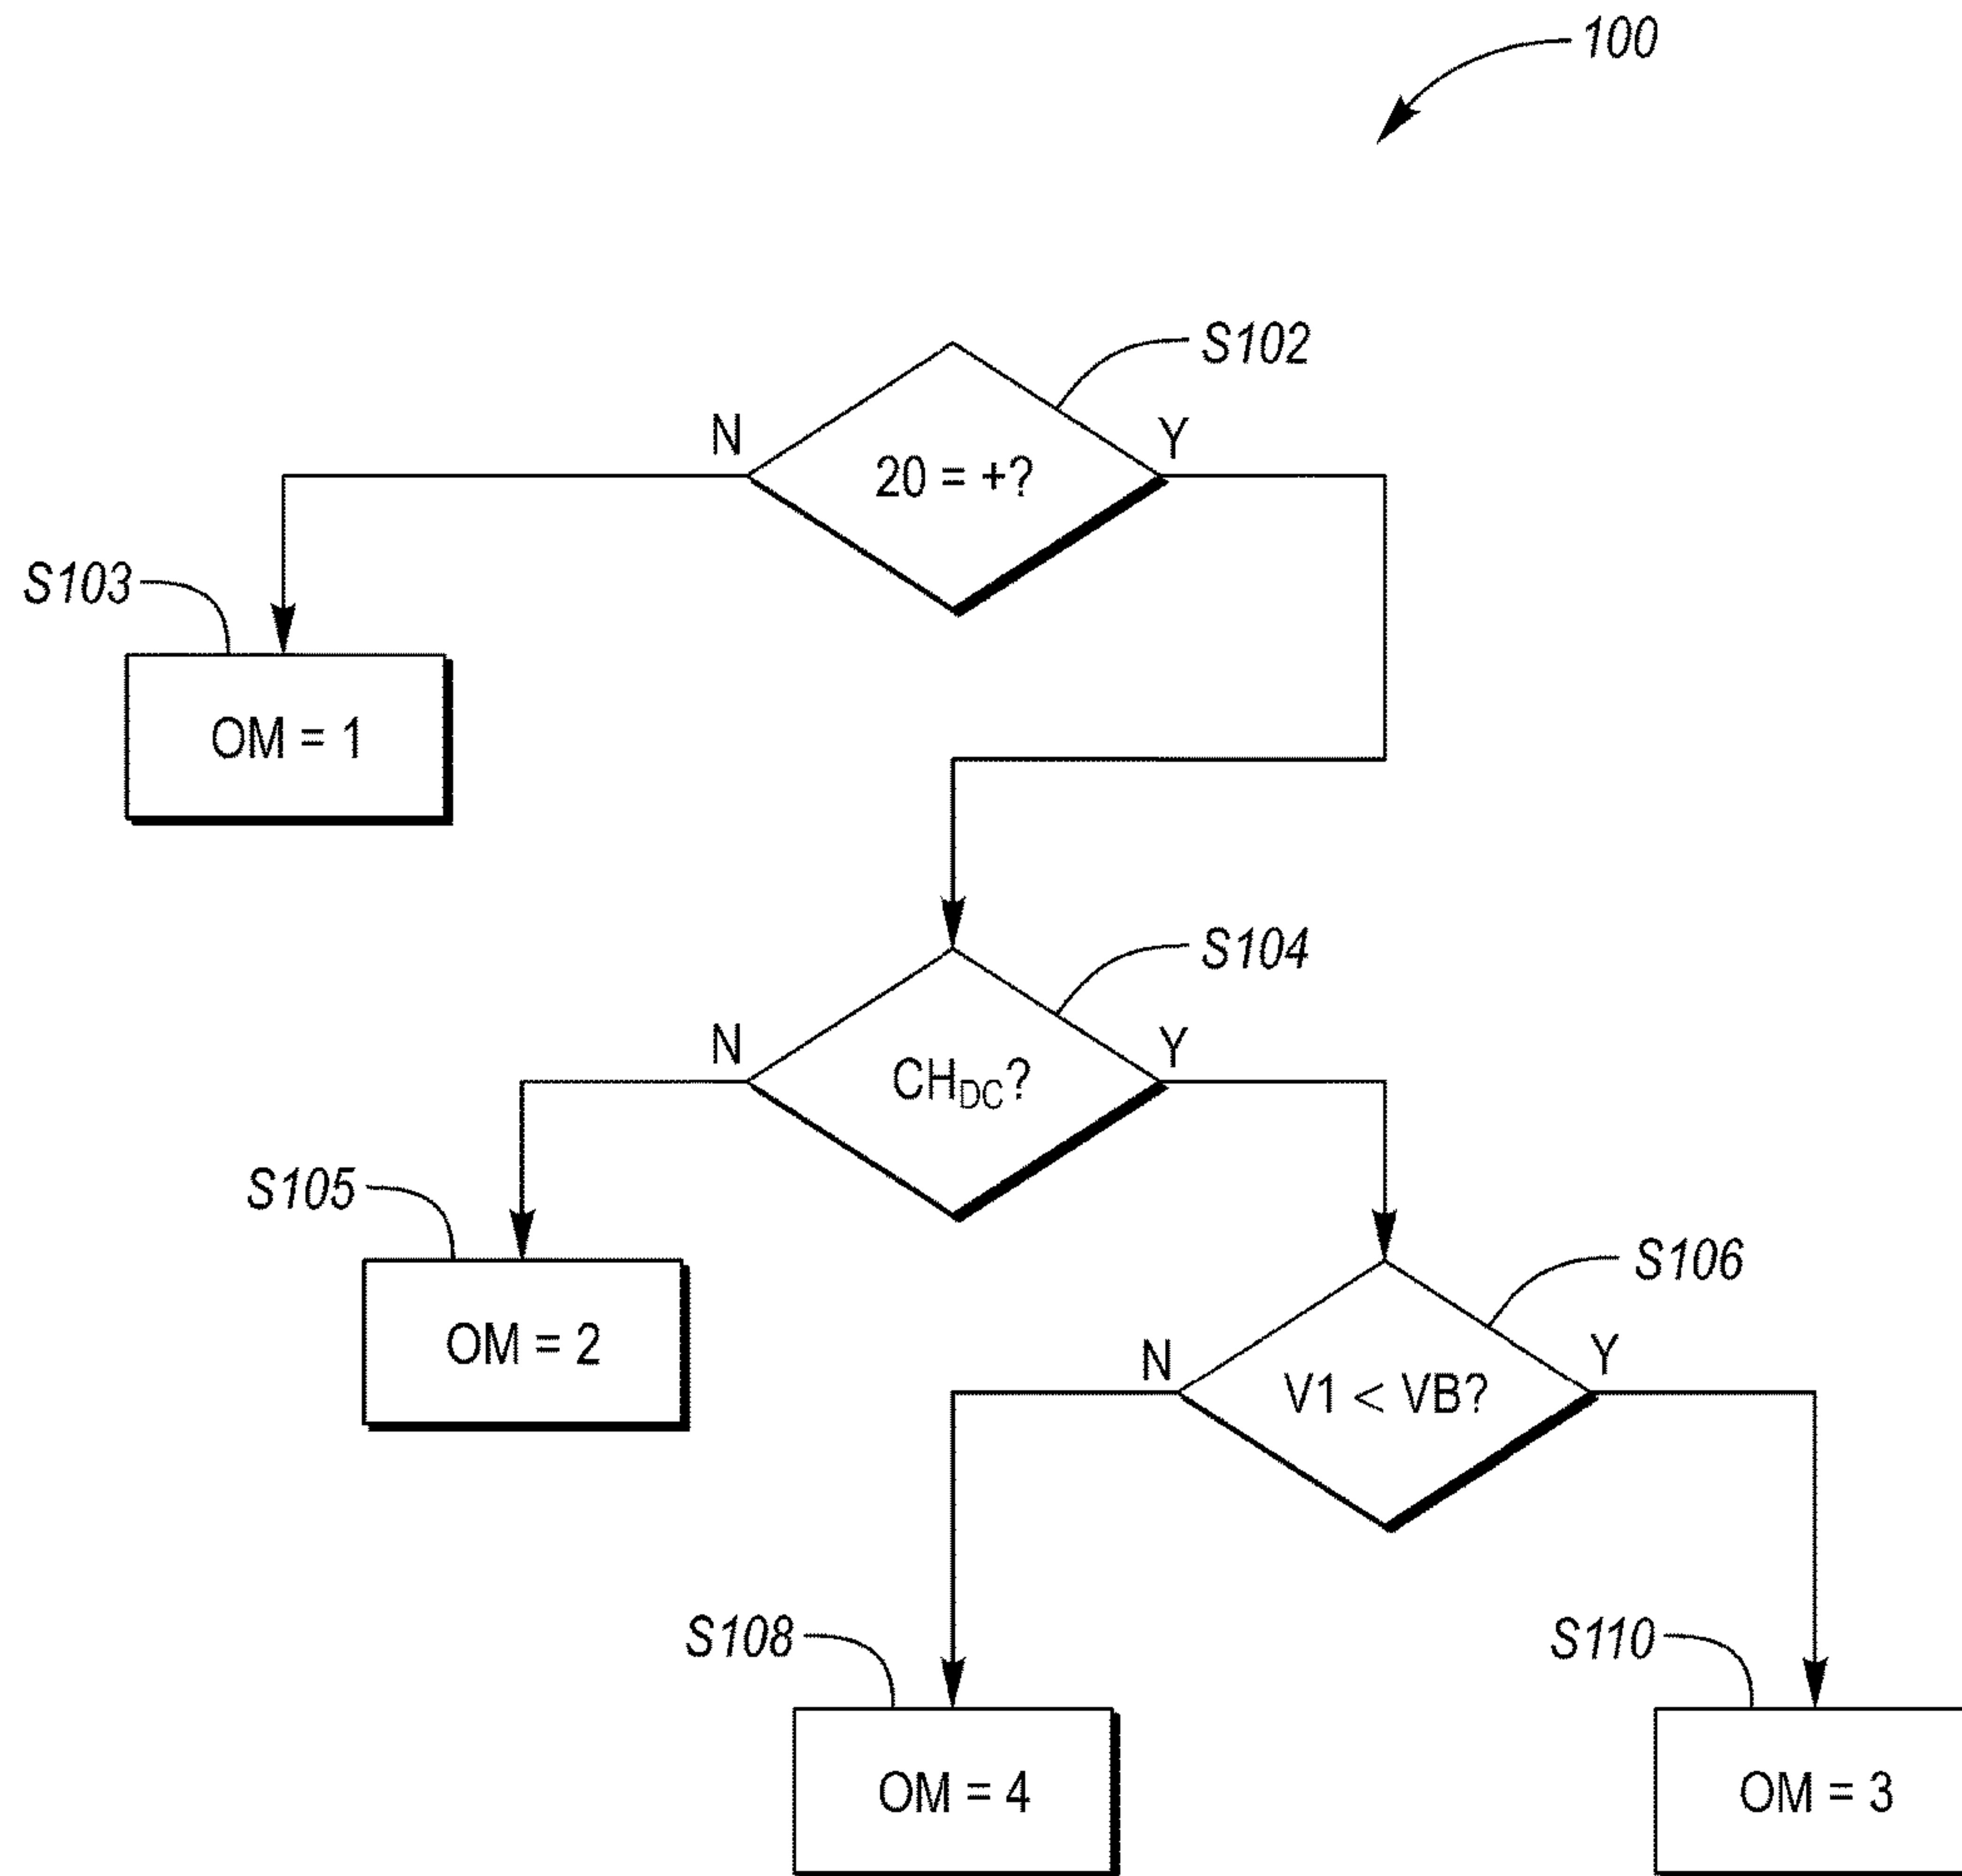 100
S102
N
Y
20 = +?
S103
OM = 1
S104
N
Y
CH_DC?
S105
S106
OM = 2
N
Y
V1 < VB?
S108
S110
OM = 4
OM = 3